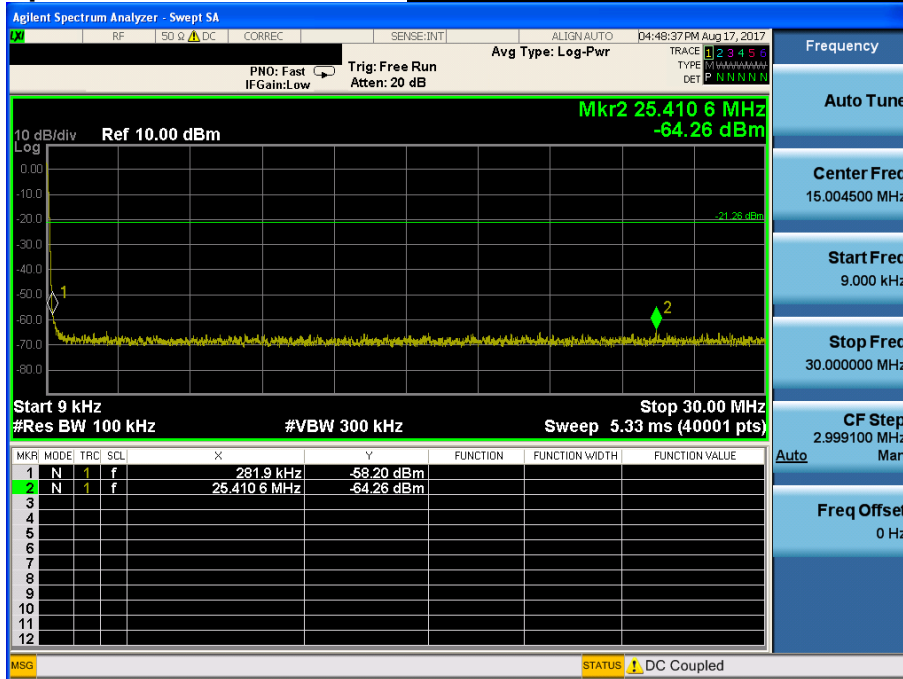 Agilent Spectrum Analyzer - Swept SA
LXI RF 50 Ω DC CORREC SENSE:INT ALIGN AUTO 04:48:37 PM Aug 17, 2017
PNO: Fast
IFGain:Low
Trig: Free Run
Atten: 20 dB
Avg Type: Log-Pwr
TRACE 1 2 3 4 5 6
TYPE M W W W W W
DET P N N N N N
Mkr2 25.410 6 MHz
-64.26 dBm
10 dB/div Ref 10.00 dBm
Log
0.00
-10.0
-20.0
-21.26 dBm
-30.0
-40.0
-50.0
1
-60.0
2
-70.0
-80.0
Start 9 kHz Stop 30.00 MHz
#Res BW 100 kHz #VBW 300 kHz Sweep 5.33 ms (40001 pts)
MKR MODE TRC SCL X Y FUNCTION FUNCTION WIDTH FUNCTION VALUE
1 N 1 f 281.9 kHz -58.20 dBm
2 N 1 f 25.410 6 MHz -64.26 dBm
3
4
5
6
7
8
9
10
11
12
MSG STATUS ! DC Coupled
Frequency
Auto Tune
Center Freq
15.004500 MHz
Start Freq
9.000 kHz
Stop Freq
30.000000 MHz
CF Step
2.999100 MHz
Auto Man
Freq Offset
0 Hz